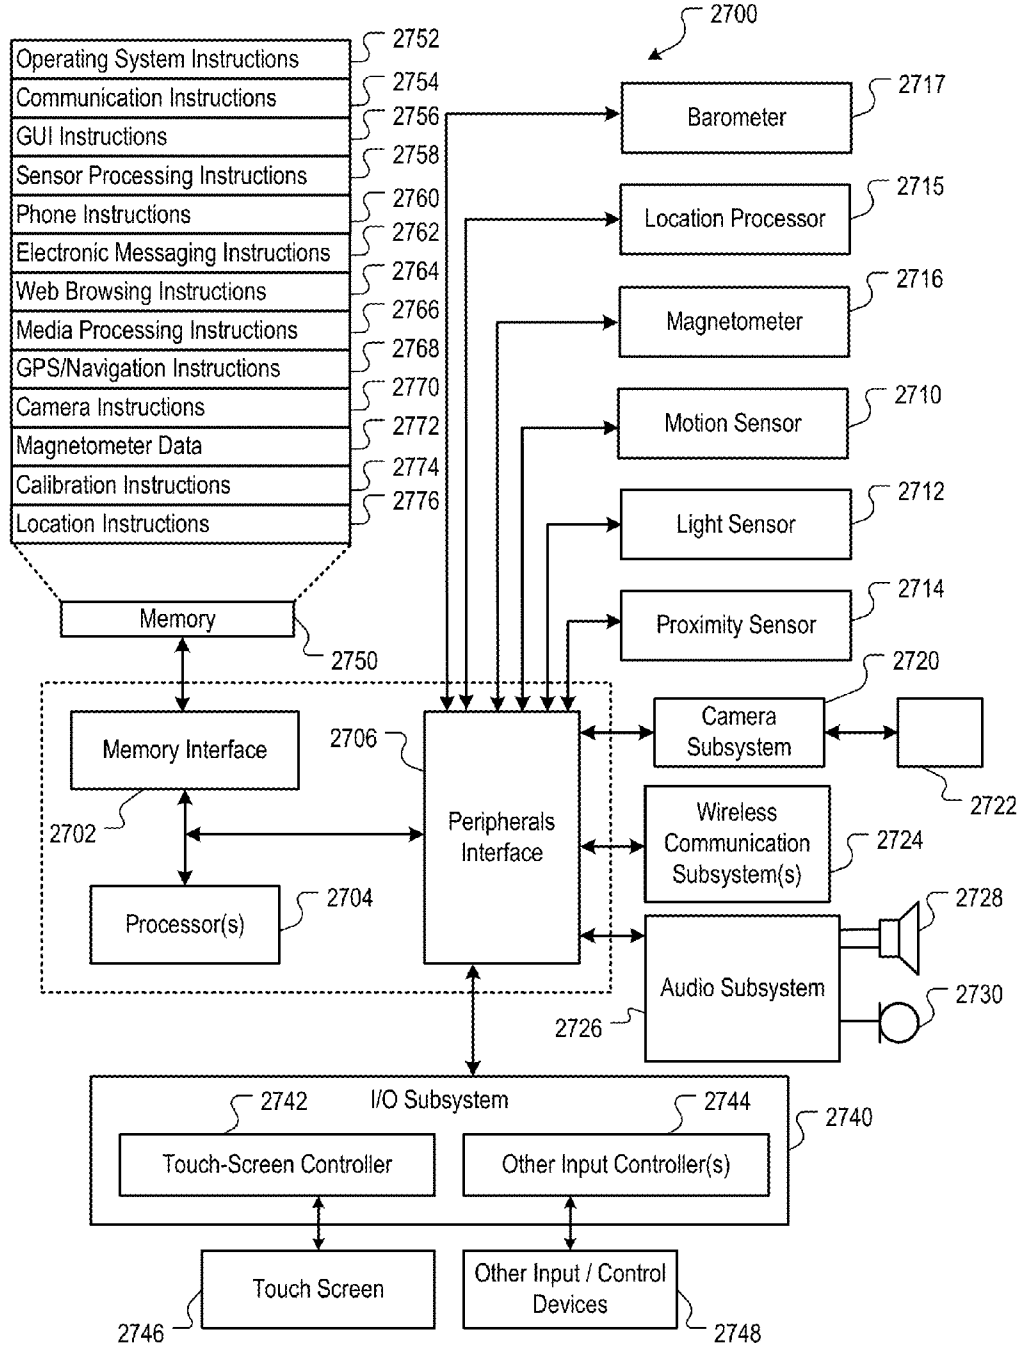 2700
Operating System Instructions
2752
Communication Instructions
2754
GUI Instructions
2756
Sensor Processing Instructions
2758
Phone Instructions
2760
Electronic Messaging Instructions
2762
Web Browsing Instructions
2764
Media Processing Instructions
2766
GPS/Navigation Instructions
2768
Camera Instructions
2770
Magnetometer Data
2772
Calibration Instructions
2774
Location Instructions
2776
Memory
2750
Barometer
2717
Location Processor
2715
Magnetometer
2716
Motion Sensor
2710
Light Sensor
2712
Proximity Sensor
2714
Memory Interface
2702
Processor(s)
2704
2706
Peripherals
Interface
Camera
Subsystem
2720
2722
Wireless
Communication
Subsystem(s)
2724
Audio Subsystem
2726
2728
2730
I/O Subsystem
2740
2742
Touch-Screen Controller
2744
Other Input Controller(s)
Touch Screen
2746
Other Input / Control
Devices
2748